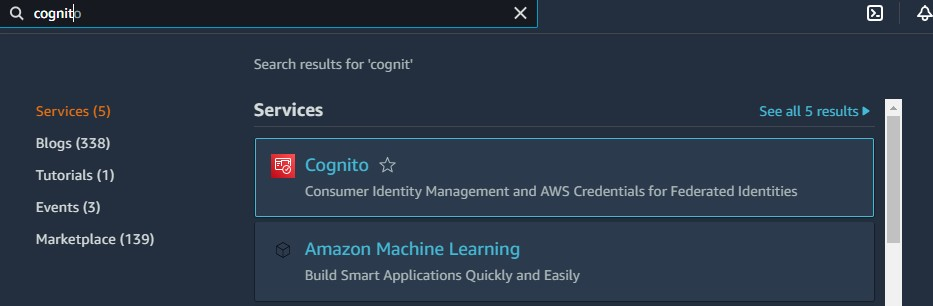 cognito
Search results for 'cognit'
Services (5)
Blogs (338)
Tutorials (1)
Events (3)
Marketplace (139)
Services
See all 5 results
Cognito
Consumer Identity Management and AWS Credentials for Federated Identities
Amazon Machine Learning
Build Smart Applications Quickly and Easily